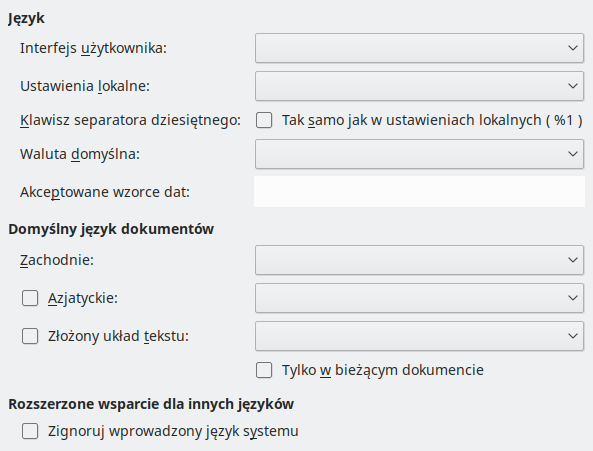 Język
Interfejs użytkownika:
Ustawienia lokalne:
Klawisz separatora dziesiętnego: Tak samo jak w ustawieniach lokalnych ( %1 )
Waluta domyślna:
Akceptowane wzorce dat:
Domyślny język dokumentów
Zachodnie:
Azjatyckie:
Złożony układ tekstu:
Tylko w bieżącym dokumencie
Rozszerzone wsparcie dla innych języków
Zignoruj wprowadzony język systemu